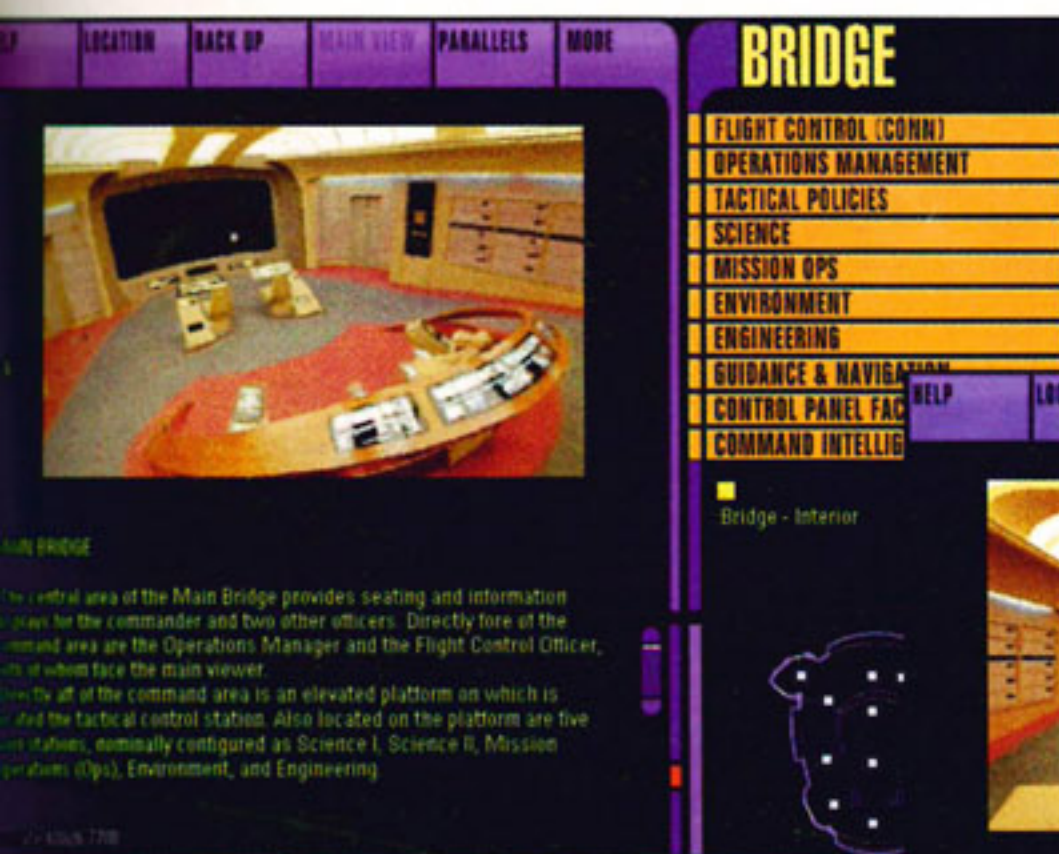 LOCATION
BACK UP
MAIN VIEW
PARALLELS
MODE
BRIDGE
FLIGHT CONTROL (CONN)
OPERATIONS MANAGEMENT
TACTICAL POLICIES
SCIENCE
MISSION OPS
ENVIRONMENT
ENGINEERING
GUIDANCE & NAVIGATION
CONTROL PANEL FAC
COMMAND INTELLIG
HELP
LO
Bridge - Interior
BRIDGE
central area of the Main Bridge provides seating and information
for the commander and two other officers. Directly fore of the
area are the Operations Manager and the Flight Control Officer,
of whom face the main viewer.
aft of the command area is an elevated platform on which is
the tactical control station. Also located on the platform are five
stations, nominally configured as Science I, Science II, Mission
(Ops), Environment, and Engineering.